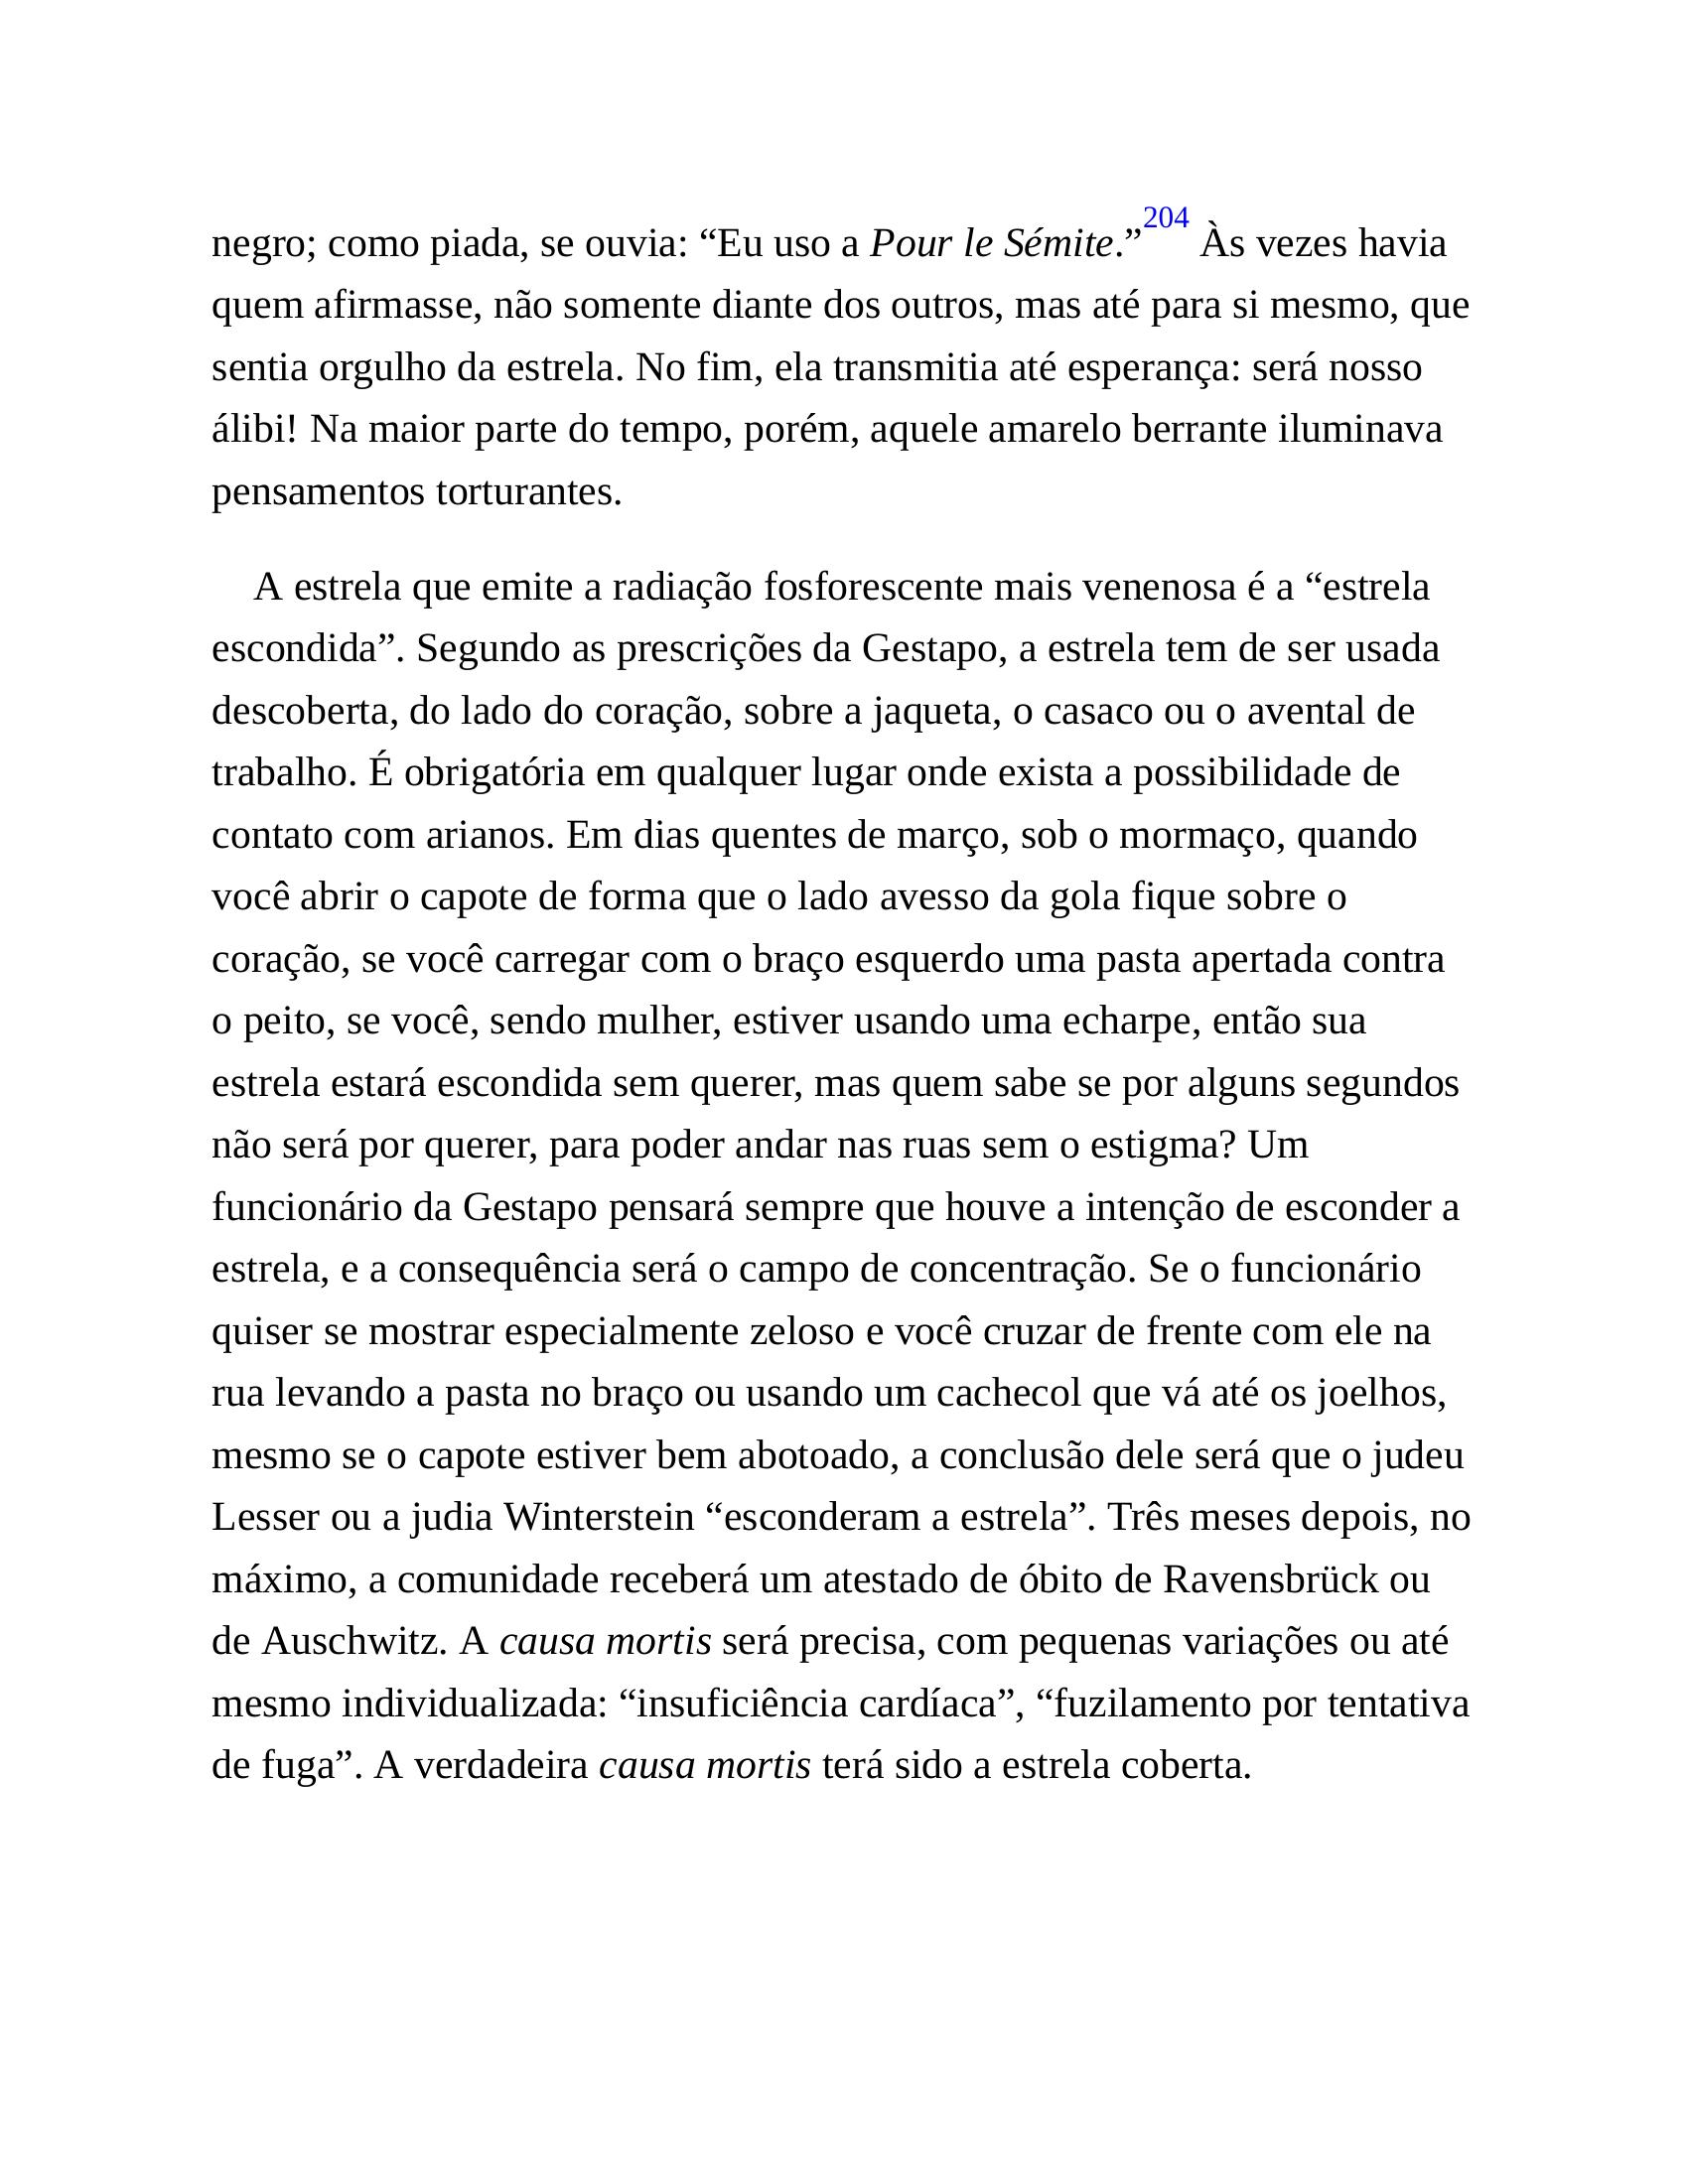 negro; como piada, se ouvia: “Eu uso a Pour le Sémite.”204 Às vezes havia
quem afirmasse, não somente diante dos outros, mas até para si mesmo, que
sentia orgulho da estrela. No fim, ela transmitia até esperança: será nosso
álibi! Na maior parte do tempo, porém, aquele amarelo berrante iluminava
pensamentos torturantes.
A estrela que emite a radiação fosforescente mais venenosa é a “estrela
escondida”. Segundo as prescrições da Gestapo, a estrela tem de ser usada
descoberta, do lado do coração, sobre a jaqueta, o casaco ou o avental de
trabalho. É obrigatória em qualquer lugar onde exista a possibilidade de
contato com arianos. Em dias quentes de março, sob o mormaço, quando
você abrir o capote de forma que o lado avesso da gola fique sobre o
coração, se você carregar com o braço esquerdo uma pasta apertada contra
o peito, se você, sendo mulher, estiver usando uma echarpe, então sua
estrela estará escondida sem querer, mas quem sabe se por alguns segundos
não será por querer, para poder andar nas ruas sem o estigma? Um
funcionário da Gestapo pensará sempre que houve a intenção de esconder a
estrela, e a consequência será o campo de concentração. Se o funcionário
quiser se mostrar especialmente zeloso e você cruzar de frente com ele na
rua levando a pasta no braço ou usando um cachecol que vá até os joelhos,
mesmo se o capote estiver bem abotoado, a conclusão dele será que o judeu
Lesser ou a judia Winterstein “esconderam a estrela”. Três meses depois, no
máximo, a comunidade receberá um atestado de óbito de Ravensbrück ou
de Auschwitz. A causa mortis será precisa, com pequenas variações ou até
mesmo individualizada: “insuficiência cardíaca”, “fuzilamento por tentativa
de fuga”. A verdadeira causa mortis terá sido a estrela coberta.